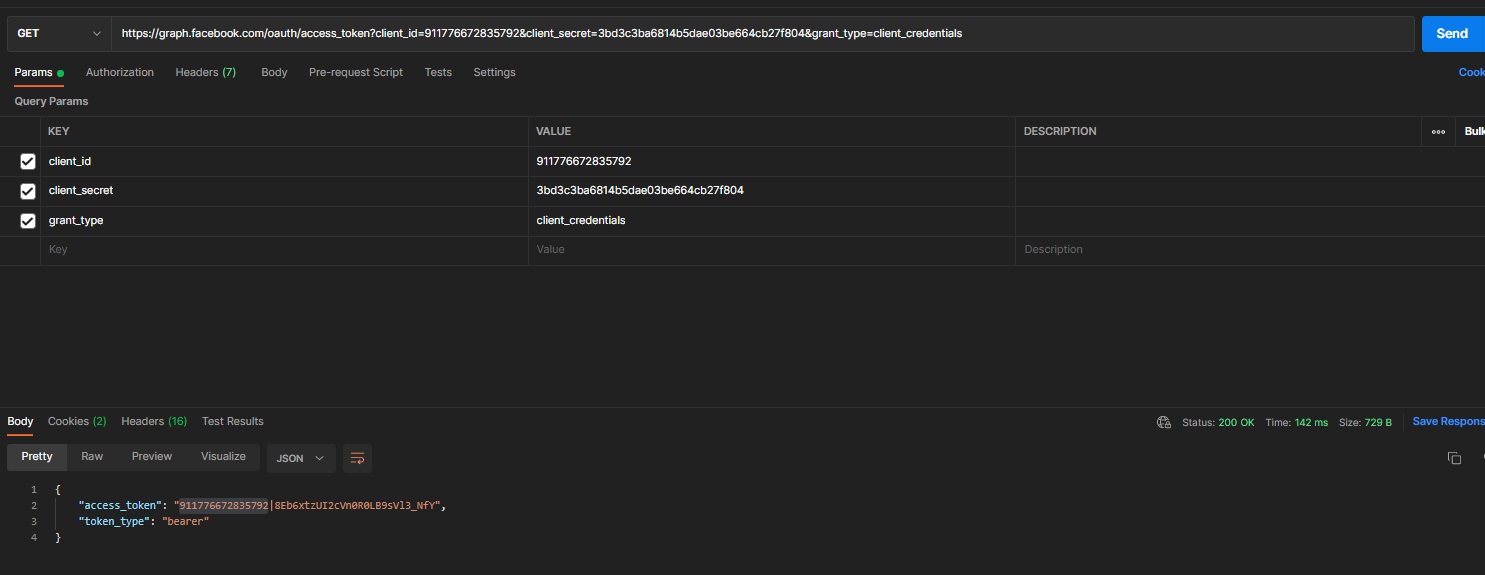 GET https://graph.facebook.com/oauth/access_token?client_id=911776672835792&client_secret=3bd3c3ba6814b5dae03be664cb27f804&grant_type=client_credentials Send
Params Authorization Headers (7) Body Pre-request Script Tests Settings Cook
Query Params
KEY VALUE DESCRIPTION ooo Bulk
client_id 911776672835792
client_secret 3bd3c3ba6814b5dae03be664cb27f804
grant_type client_credentials
Key Value Description
Body Cookies (2) Headers (16) Test Results Status: 200 OK Time: 142 ms Size: 729 B Save Respons
Pretty Raw Preview Visualize JSON
1 {
2 "access_token": "911776672835792|8Eb6xtzUI2cVn0R0LB9sVl3_NfY",
3 "token_type": "bearer"
4 }